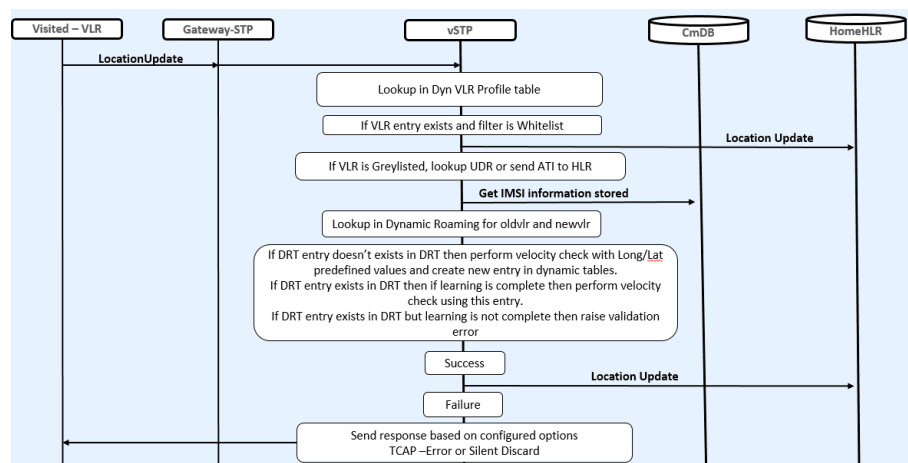 Visited – VLR
Gateway-STP
vSTP
CmDB
HomeHLR
LocationUpdate
Lookup in Dyn VLR Profile table
If VLR entry exists and filter is Whitelist
Location Update
If VLR is Greylisted, lookup UDR or send ATI to HLR
Get IMSI information stored
Lookup in Dynamic Roaming for oldvlr and newvlr
If DRT entry doesn't exists in DRT then perform velocity check with Long/Lat
predefined values and create new entry in dynamic tables.
If DRT entry exists in DRT then if learning is complete then perform velocity
check using this entry.
If DRT entry exists in DRT but learning is not complete then raise validation
error
Success
Location Update
Failure
Send response based on configured options
TCAP –Error or Silent Discard